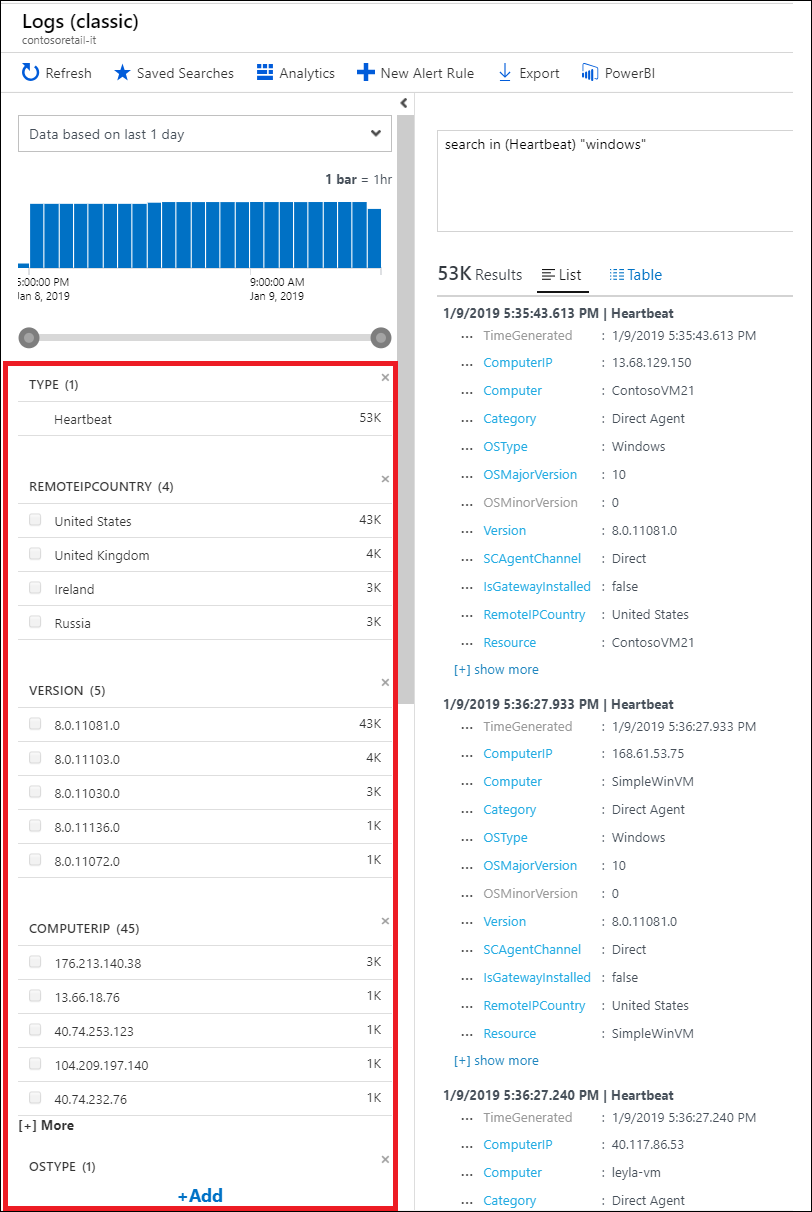 Logs (classic)
contosoretail-it
Refresh Saved Searches Analytics New Alert Rule Export PowerBI
Data based on last 1 day
1 bar = 1hr
5:00:00 PM 9:00:00 AM
Jan 8, 2019 Jan 9, 2019
TYPE (1)
Heartbeat 53K
REMOTEIPCOUNTRY (4)
United States 43K
United Kingdom 4K
Ireland 3K
Russia 3K
VERSION (5)
8.0.11081.0 43K
8.0.11103.0 4K
8.0.11030.0 3K
8.0.11136.0 1K
8.0.11072.0 1K
COMPUTERIP (45)
176.213.140.38 3K
13.66.18.76 1K
40.74.253.123 1K
104.209.197.140 1K
40.74.232.76 1K
[+] More
OSTYPE (1)
+Add
search in (Heartbeat) "windows"
53K Results List Table
1/9/2019 5:35:43.613 PM | Heartbeat
... TimeGenerated : 1/9/2019 5:35:43.613 PM
... ComputerIP : 13.68.129.150
... Computer : ContosoVM21
... Category : Direct Agent
... OSType : Windows
... OSMajorVersion : 10
... OSMinorVersion : 0
... Version : 8.0.11081.0
... SCAgentChannel : Direct
... IsGatewayInstalled : false
... RemoteIPCountry : United States
... Resource : ContosoVM21
[+] show more
1/9/2019 5:36:27.933 PM | Heartbeat
... TimeGenerated : 1/9/2019 5:36:27.933 PM
... ComputerIP : 168.61.53.75
... Computer : SimpleWinVM
... Category : Direct Agent
... OSType : Windows
... OSMajorVersion : 10
... OSMinorVersion : 0
... Version : 8.0.11081.0
... SCAgentChannel : Direct
... IsGatewayInstalled : false
... RemoteIPCountry : United States
... Resource : SimpleWinVM
[+] show more
1/9/2019 5:36:27.240 PM | Heartbeat
... TimeGenerated : 1/9/2019 5:36:27.240 PM
... ComputerIP : 40.117.86.53
... Computer : leyla-vm
... Category : Direct Agent